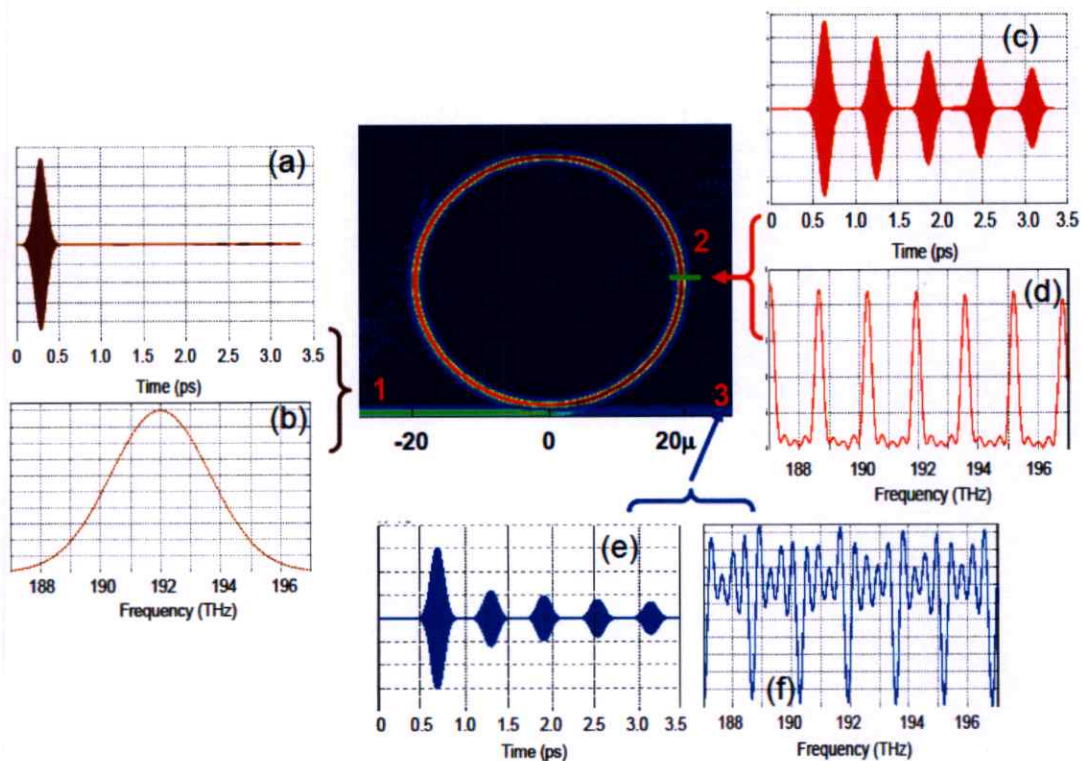 (a)
0 0.5 1.0 1.5 2.0 2.5 3.0 3.5
Time (ps)
(b)
188 190 192 194 196
Frequency (THz)
1
2
3
-20 0 20μ
(c)
0 0.5 1.0 1.5 2.0 2.5 3.0 3.5
Time (ps)
(d)
188 190 192 194 196
Frequency (THz)
(e)
0 0.5 1.0 1.5 2.0 2.5 3.0 3.5
Time (ps)
(f)
188 190 192 194 196
Frequency (THz)